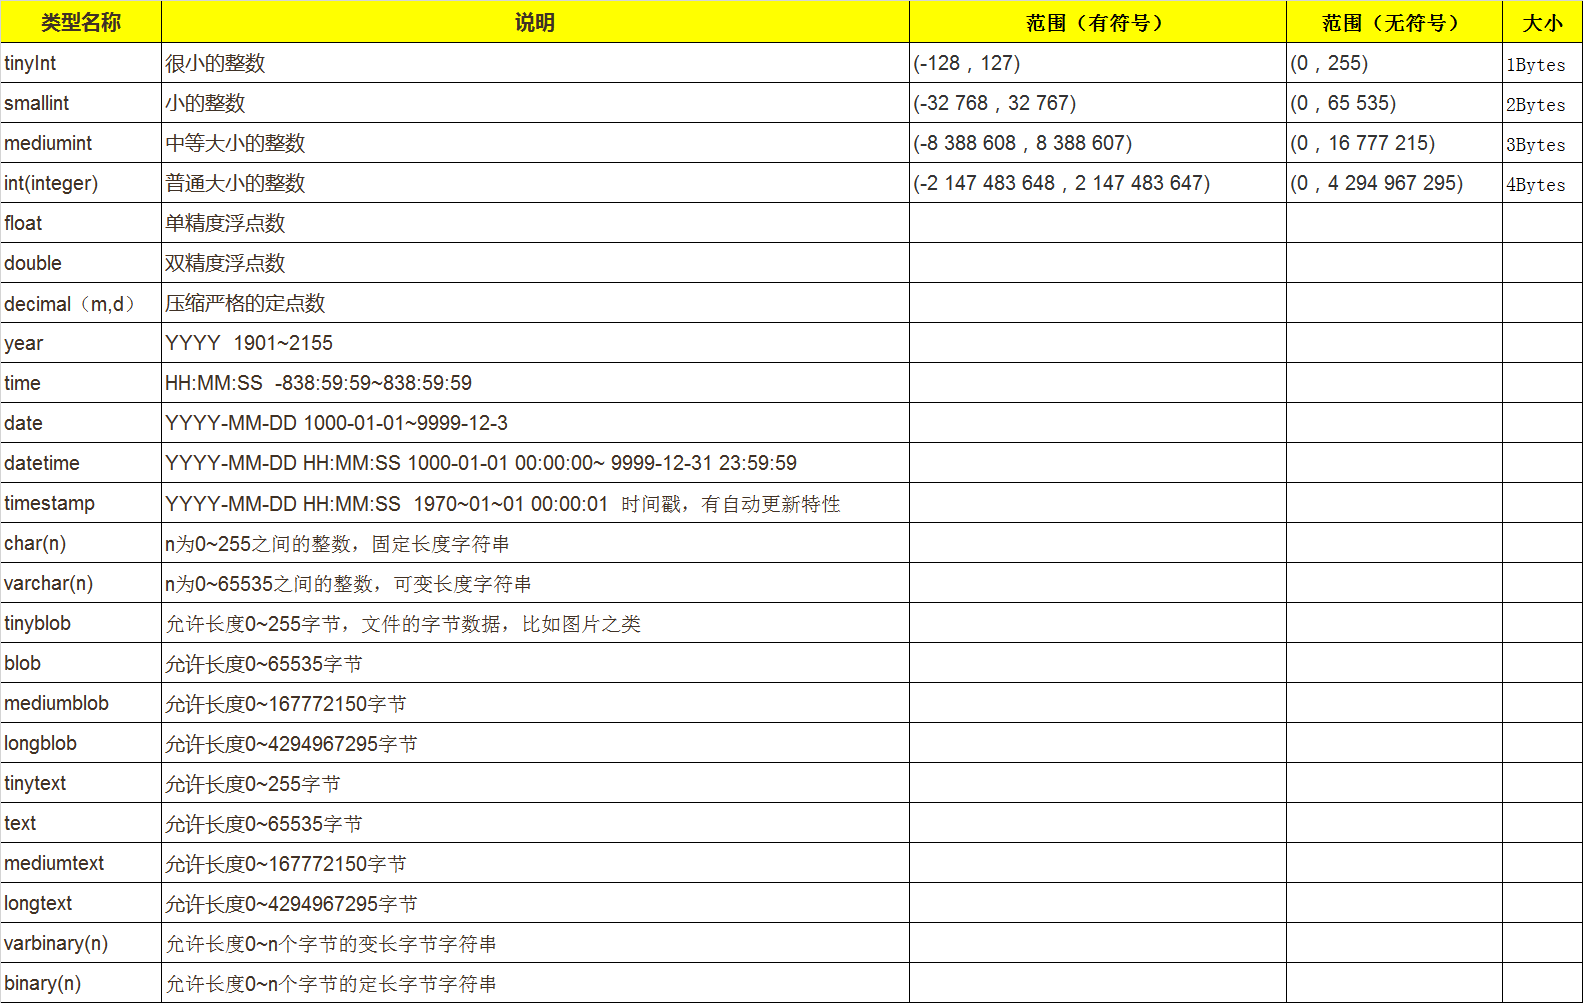 类型名称 说明 范围（有符号） 范围（无符号） 大小
tinyInt 很小的整数 (-128，127) (0，255) 1Bytes
smallint 小的整数 (-32 768，32 767) (0，65 535) 2Bytes
mediumint 中等大小的整数 (-8 388 608，8 388 607) (0，16 777 215) 3Bytes
int(integer) 普通大小的整数 (-2 147 483 648，2 147 483 647) (0，4 294 967 295) 4Bytes
float 单精度浮点数
double 双精度浮点数
decimal（m,d） 压缩严格的定点数
year YYYY 1901~2155
time HH:MM:SS -838:59:59~838:59:59
date YYYY-MM-DD 1000-01-01~9999-12-3
datetime YYYY-MM-DD HH:MM:SS 1000-01-01 00:00:00~ 9999-12-31 23:59:59
timestamp YYYY-MM-DD HH:MM:SS 1970~01~01 00:00:01 时间戳，有自动更新特性
char(n) n为0~255之间的整数，固定长度字符串
varchar(n) n为0~65535之间的整数，可变长度字符串
tinyblob 允许长度0~255字节，文件的字节数据，比如图片之类
blob 允许长度0~65535字节
mediumblob 允许长度0~167772150字节
longblob 允许长度0~4294967295字节
tinytext 允许长度0~255字节
text 允许长度0~65535字节
mediumtext 允许长度0~167772150字节
longtext 允许长度0~4294967295字节
varbinary(n) 允许长度0~n个字节的变长字节字符串
binary(n) 允许长度0~n个字节的定长字节字符串